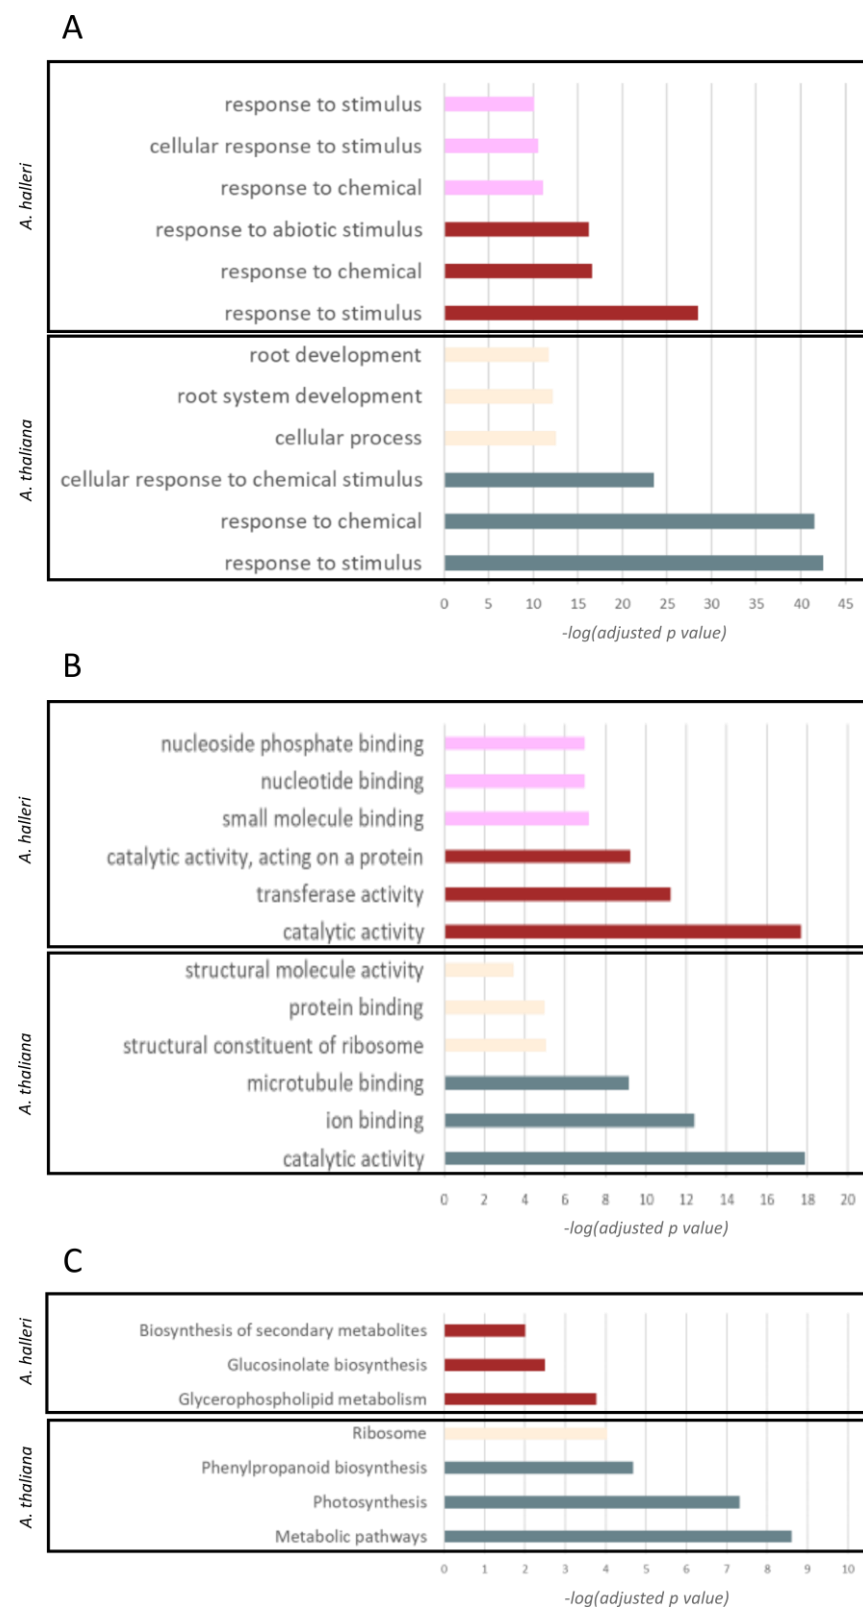 A
A. halleri
response to stimulus
cellular response to stimulus
response to chemical
response to abiotic stimulus
response to chemical
response to stimulus
A. thaliana
root development
root system development
cellular process
cellular response to chemical stimulus
response to chemical
response to stimulus
0 5 10 15 20 25 30 35 40 45
-log(adjusted p value)
B
A. halleri
nucleoside phosphate binding
nucleotide binding
small molecule binding
catalytic activity, acting on a protein
transferase activity
catalytic activity
A. thaliana
structural molecule activity
protein binding
structural constituent of ribosome
microtubule binding
ion binding
catalytic activity
0 2 4 6 8 10 12 14 16 18 20
-log(adjusted p value)
C
A. halleri
Biosynthesis of secondary metabolites
Glucosinolate biosynthesis
Glycerophospholipid metabolism
A. thaliana
Ribosome
Phenylpropanoid biosynthesis
Photosynthesis
Metabolic pathways
0 1 2 3 4 5 6 7 8 9 10
-log(adjusted p value)